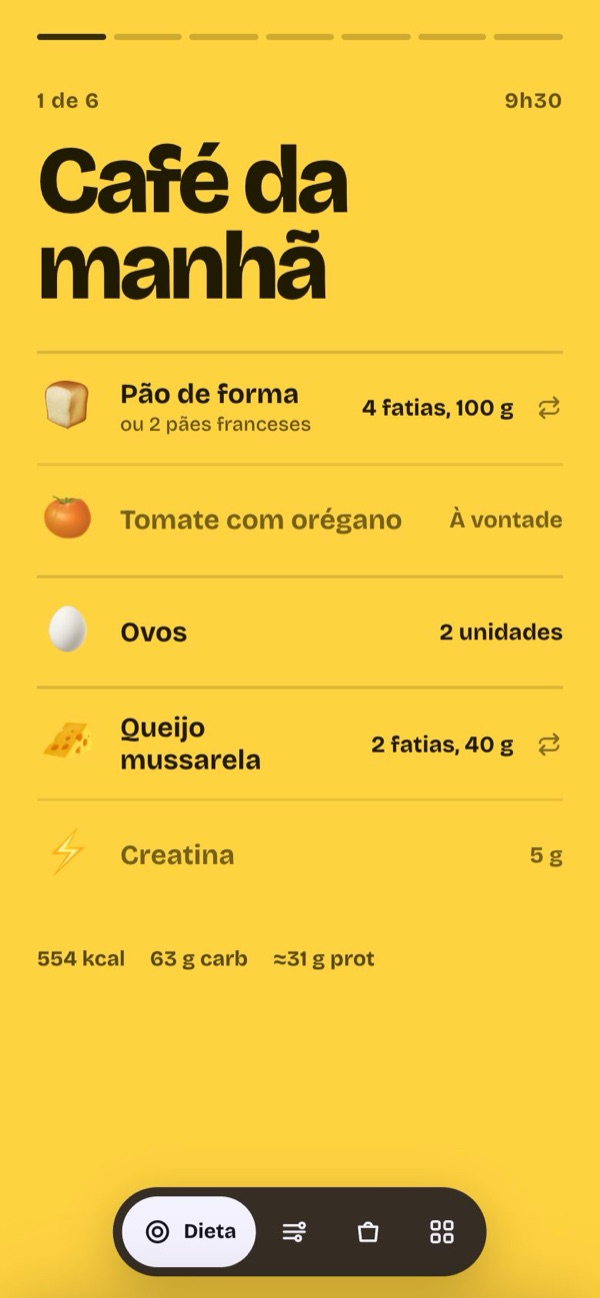 1 de 6
9h30
Café da
manhã
Pão de forma
ou 2 pães franceses
4 fatias, 100 g
Tomate com orégano
À vontade
Ovos
2 unidades
Queijo
mussarela
2 fatias, 40 g
Creatina
5 g
554 kcal 63 g carb ≈31 g prot
Dieta